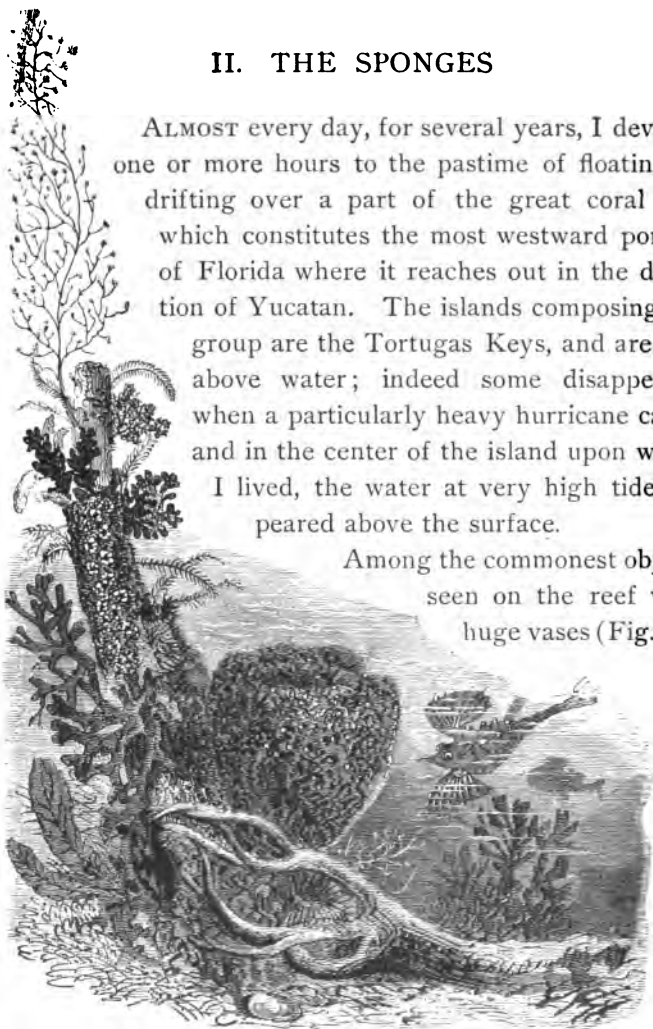 II. THE SPONGES
ALMOST every day, for several years, I dev
one or more hours to the pastime of floatin
drifting over a part of the great coral
which constitutes the most westward por
of Florida where it reaches out in the d
tion of Yucatan. The islands composing
group are the Tortugas Keys, and are
above water; indeed some disappe
when a particularly heavy hurricane ca
and in the center of the island upon w
I lived, the water at very high tide
peared above the surface.
Among the commonest obj
seen on the reef
huge vases (Fig.